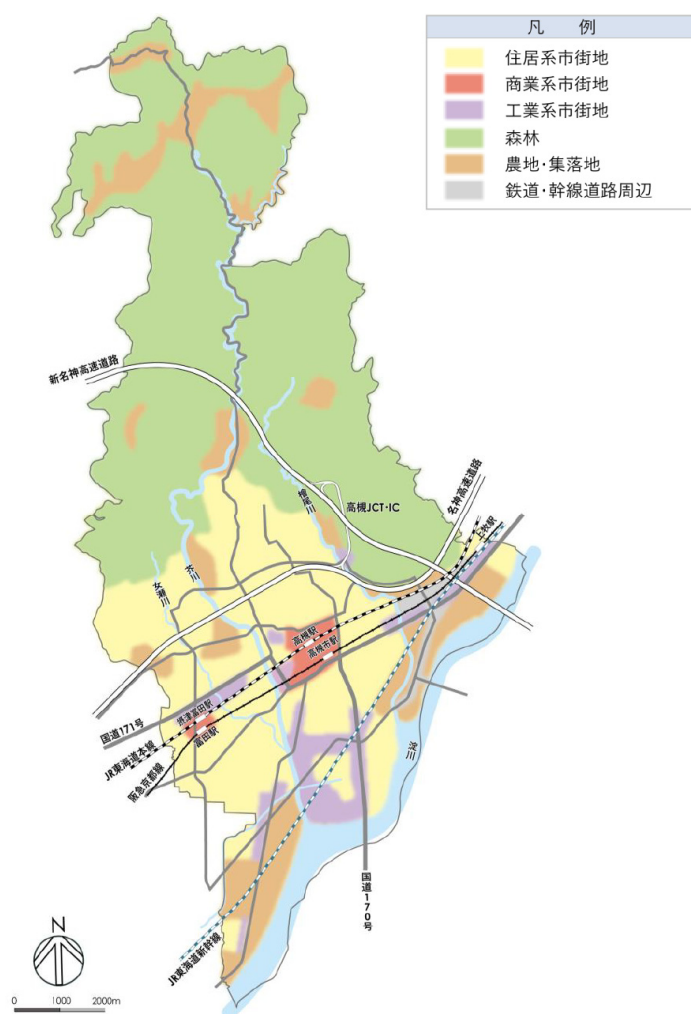 凡 例
住居系市街地
商業系市街地
工業系市街地
森林
農地・集落地
鉄道・幹線道路周辺
新名神高速道路
名神高速道路
高槻JCT・IC
檜尾川
上牧駅
芥川
女瀬川
高槻駅
高槻市駅
摂津富田駅
富田駅
国道171号
JR東海道本線
阪急京都線
淀川
国道170号
JR東海道新幹線
N
0 1000 2000m